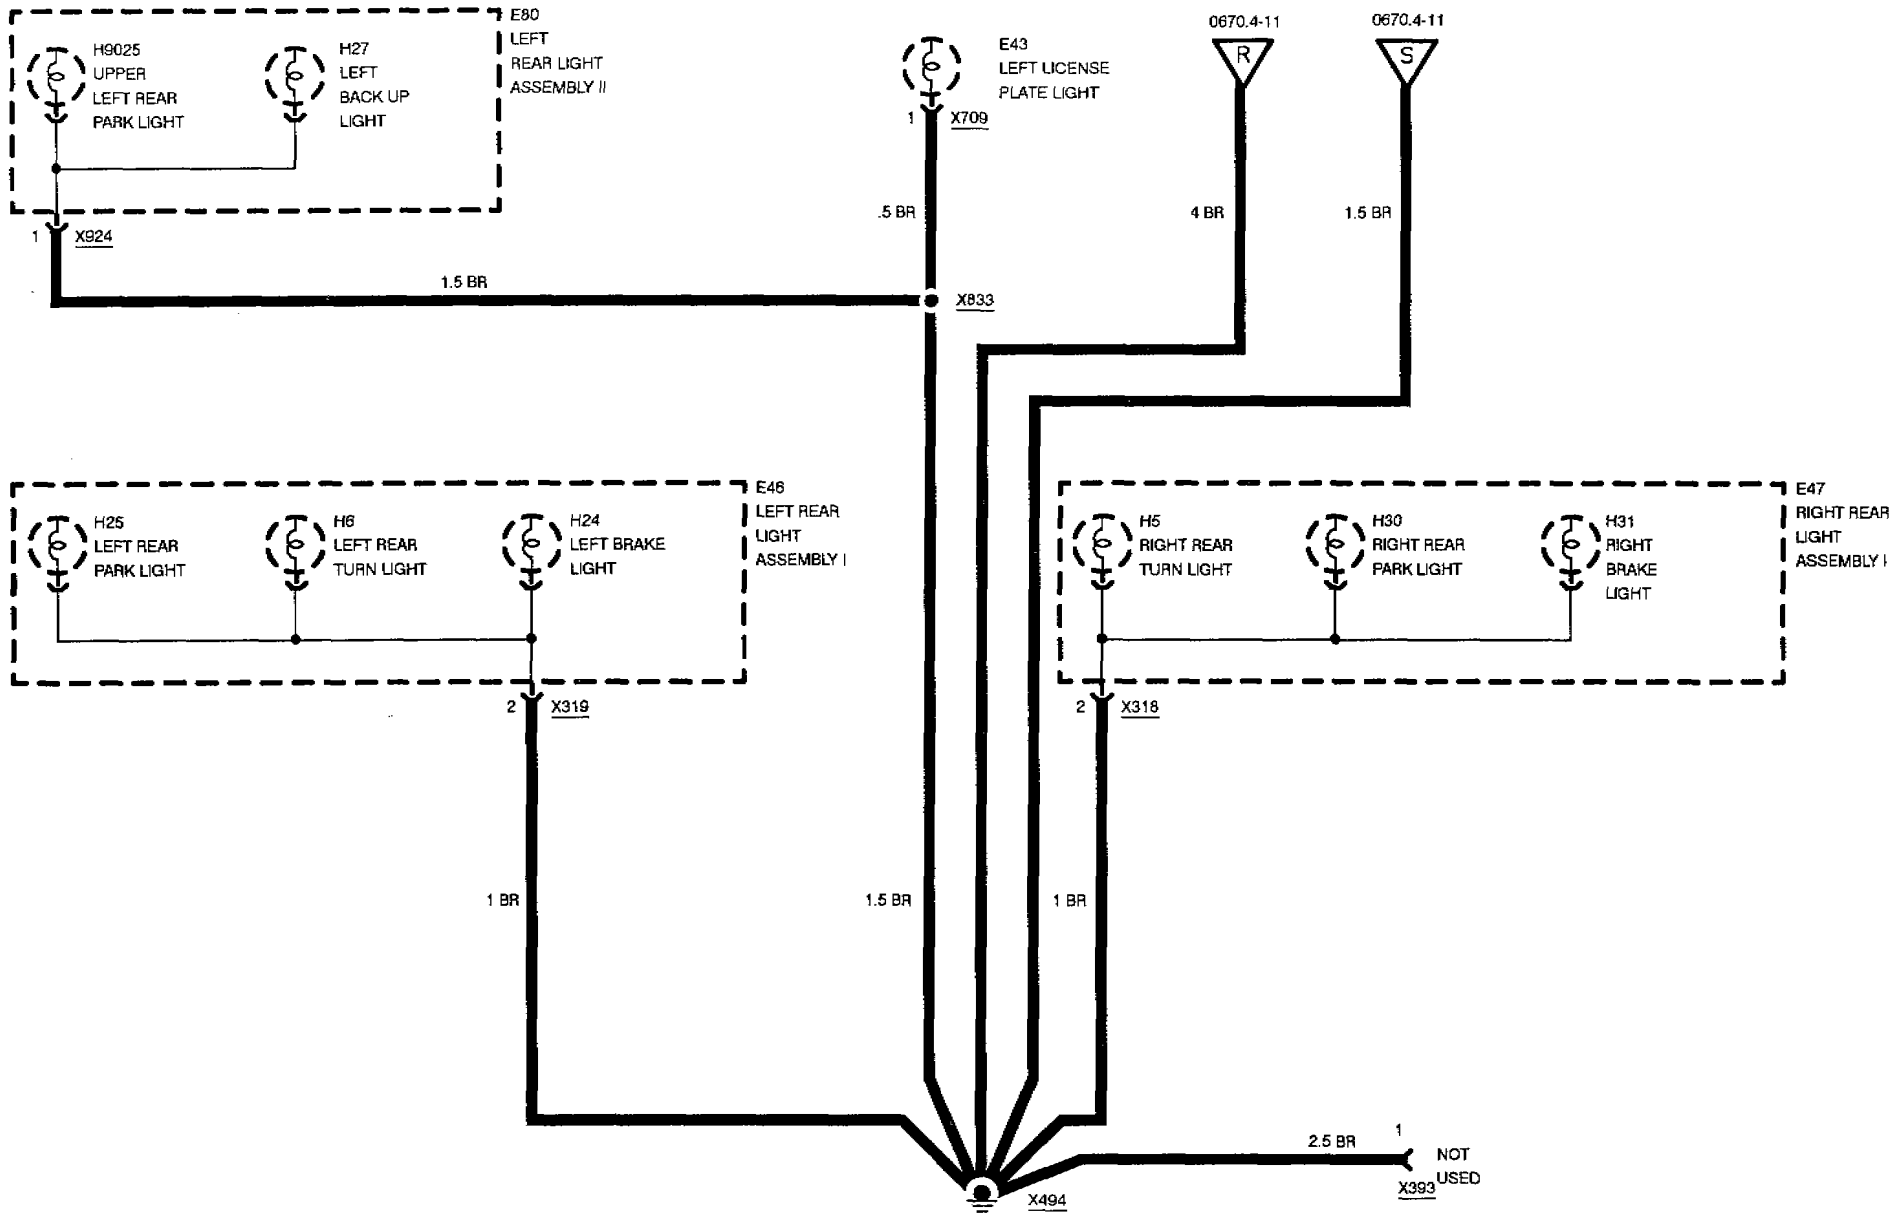 E80
LEFT
REAR LIGHT
ASSEMBLY II
H9025
UPPER
LEFT REAR
PARK LIGHT
H27
LEFT
BACK UP
LIGHT
1
X924
1.5 BR
E43
LEFT LICENSE
PLATE LIGHT
1
X709
.5 BR
X833
0670.4-11
R
4 BR
0670.4-11
S
1.5 BR
E46
LEFT REAR
LIGHT
ASSEMBLY I
H25
LEFT REAR
PARK LIGHT
H6
LEFT REAR
TURN LIGHT
H24
LEFT BRAKE
LIGHT
2
X319
E47
RIGHT REAR
LIGHT
ASSEMBLY I
H5
RIGHT REAR
TURN LIGHT
H30
RIGHT REAR
PARK LIGHT
H31
RIGHT
BRAKE
LIGHT
2
X318
1 BR
1.5 BR
1 BR
2.5 BR
1
NOT
USED
X393
X494